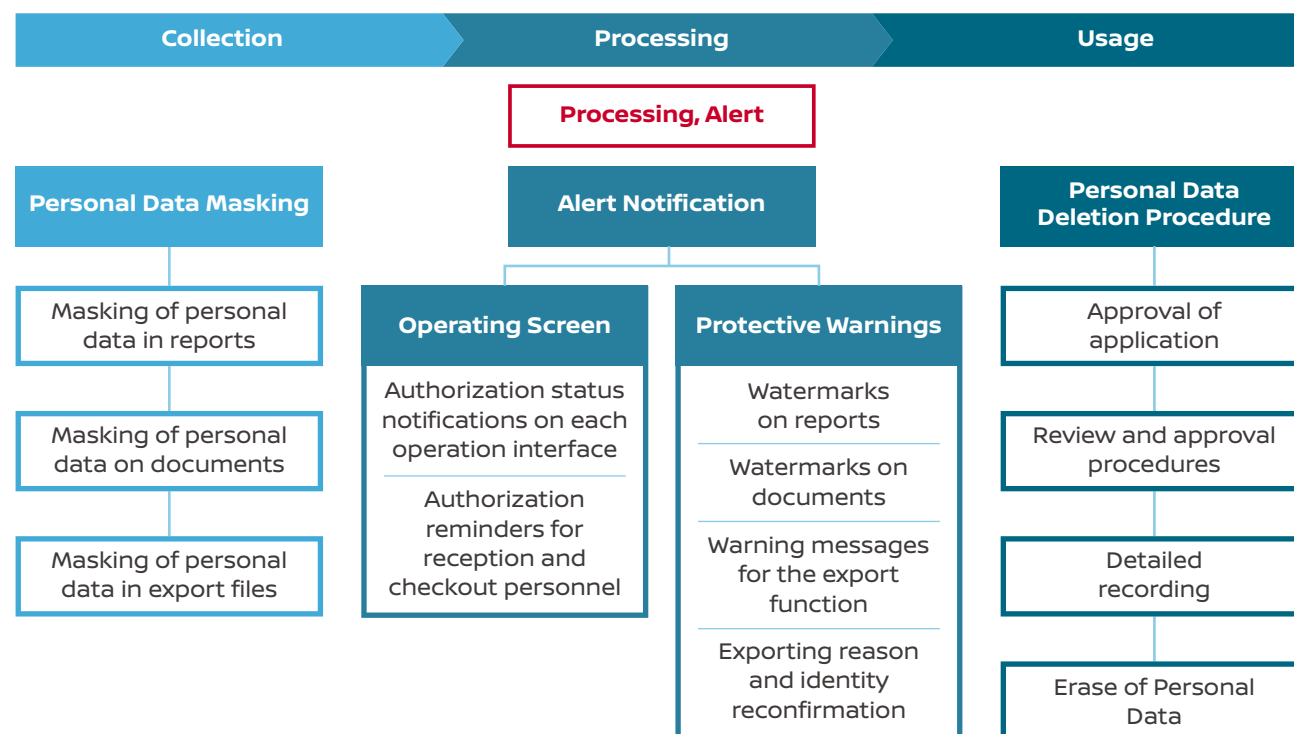 Collection
Processing
Usage
Processing, Alert
Personal Data Masking
Masking of personal
data in reports
Masking of personal
data on documents
Masking of personal
data in export files
Alert Notification
Operating Screen
Authorization status
notifications on each
operation interface
Authorization
reminders for
reception and
checkout personnel
Protective Warnings
Watermarks
on reports
Watermarks on
documents
Warning messages
for the export
function
Exporting reason
and identity
reconfirmation
Personal Data
Deletion Procedure
Approval of
application
Review and approval
procedures
Detailed
recording
Erase of Personal
Data